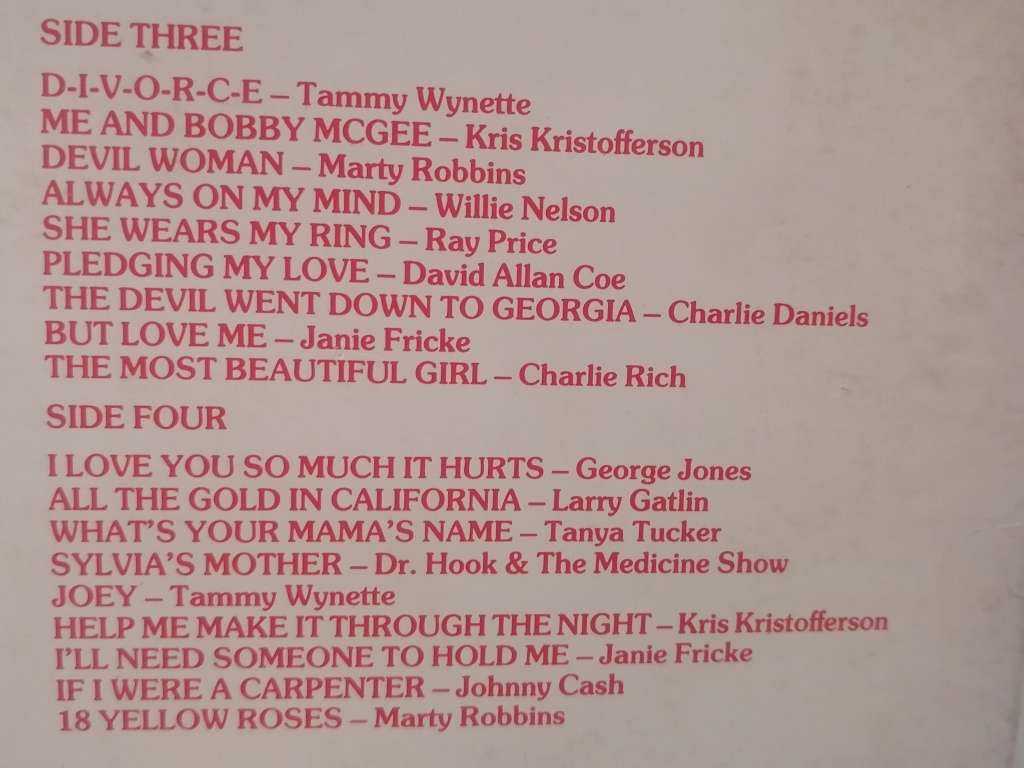 SIDE THREE
D-I-V-O-R-C-E – Tammy Wynette
ME AND BOBBY MCGEE – Kris Kristofferson
DEVIL WOMAN – Marty Robbins
ALWAYS ON MY MIND – Willie Nelson
SHE WEARS MY RING – Ray Price
PLEDGING MY LOVE – David Allan Coe
THE DEVIL WENT DOWN TO GEORGIA – Charlie Daniels
BUT LOVE ME – Janie Fricke
THE MOST BEAUTIFUL GIRL – Charlie Rich
SIDE FOUR
I LOVE YOU SO MUCH IT HURTS – George Jones
ALL THE GOLD IN CALIFORNIA – Larry Gatlin
WHAT'S YOUR MAMA'S NAME – Tanya Tucker
SYLVIA'S MOTHER – Dr. Hook & The Medicine Show
JOEY – Tammy Wynette
HELP ME MAKE IT THROUGH THE NIGHT – Kris Kristofferson
I'LL NEED SOMEONE TO HOLD ME – Janie Fricke
IF I WERE A CARPENTER – Johnny Cash
18 YELLOW ROSES – Marty Robbins